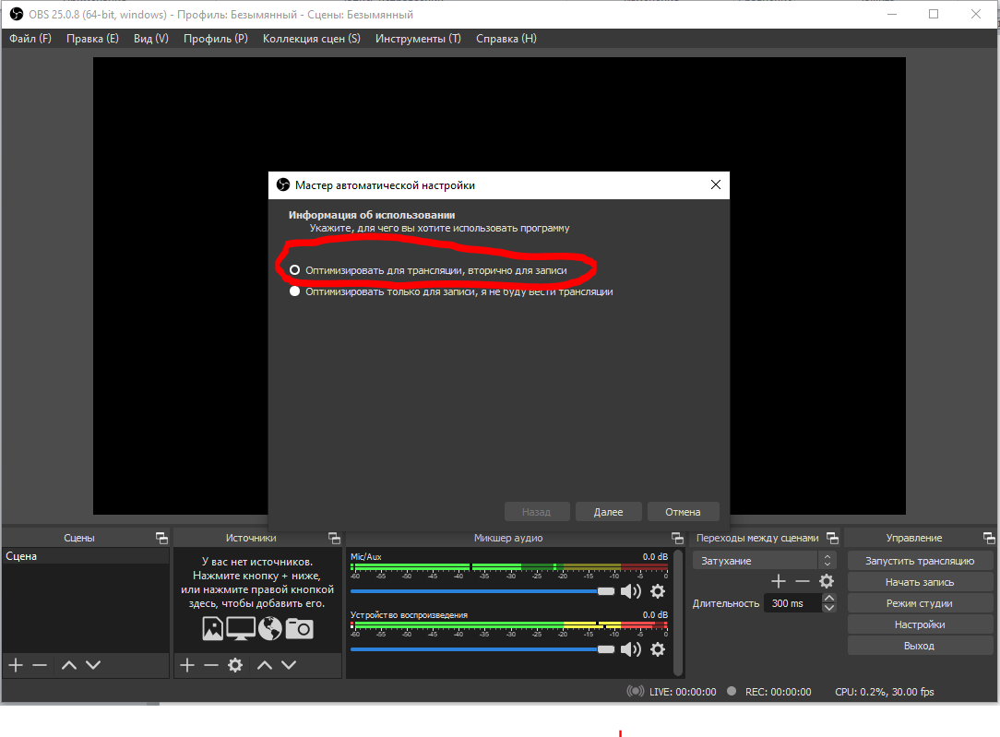 OBS 25.0.8 (64-bit, windows) - Профиль: Безымянный - Сцены: Безымянный
Файл (F) Правка (E) Вид (V) Профиль (P) Коллекция сцен (S) Инструменты (T) Справка (H)
Мастер автоматической настройки
Информация об использовании
Укажите, для чего вы хотите использовать программу
Оптимизировать для трансляции, вторично для записи
Оптимизировать только для записи, я не буду вести трансляции
Назад Далее Отмена
Сцены
Сцена
Источники
У вас нет источников.
Нажмите кнопку + ниже,
или нажмите правой кнопкой
здесь, чтобы добавить его.
Микшер аудио
Mic/Aux 0.0 dB
-60 -55 -50 -45 -40 -35 -30 -25 -20 -15 -10 -5 0
Устройство воспроизведения 0.0 dB
-60 -55 -50 -45 -40 -35 -30 -25 -20 -15 -10 -5 0
Переходы между сценами
Затухание
Длительность 300 ms
Управление
Запустить трансляцию
Начать запись
Режим студии
Настройки
Выход
LIVE: 00:00:00 REC: 00:00:00 CPU: 0.2%, 30.00 fps